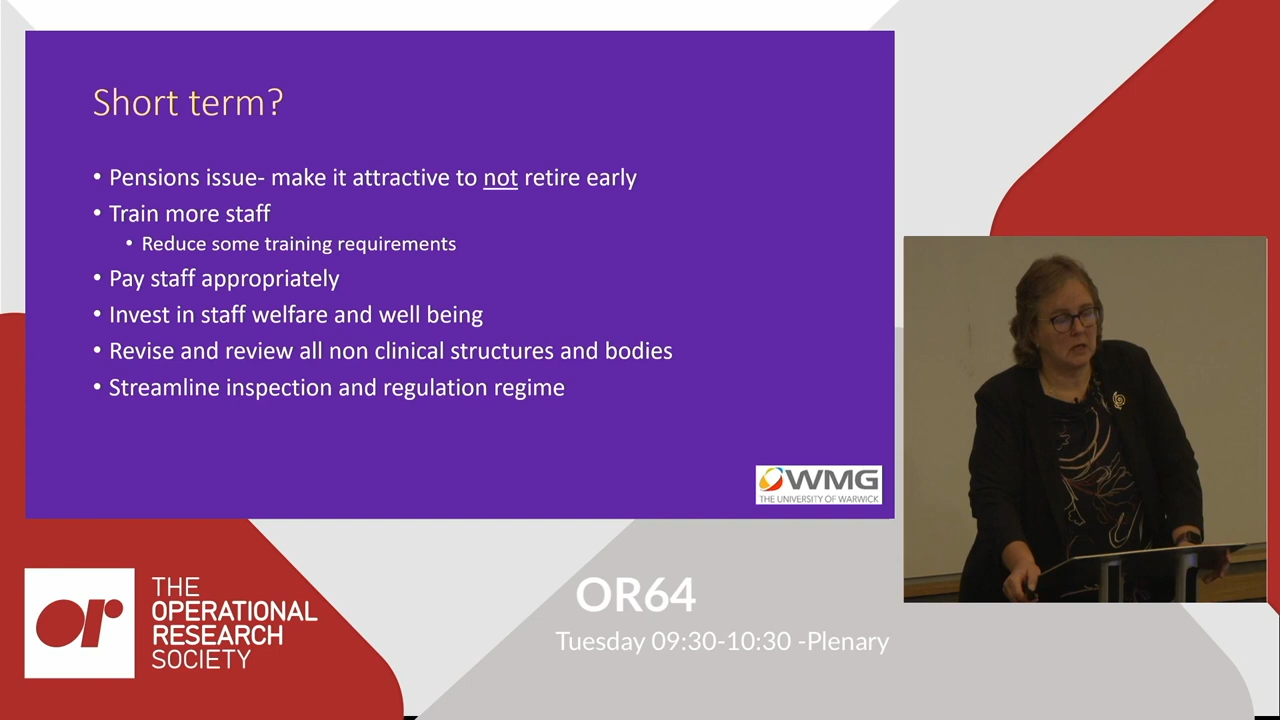 Short term?
• Pensions issue- make it attractive to not retire early
• Train more staff
• Reduce some training requirements
• Pay staff appropriately
• Invest in staff welfare and well being
• Revise and review all non clinical structures and bodies
• Streamline inspection and regulation regime
WMG
THE UNIVERSITY OF WARWICK
or
THE
OPERATIONAL
RESEARCH
SOCIETY
OR64
Tuesday 09:30-10:30 -Plenary